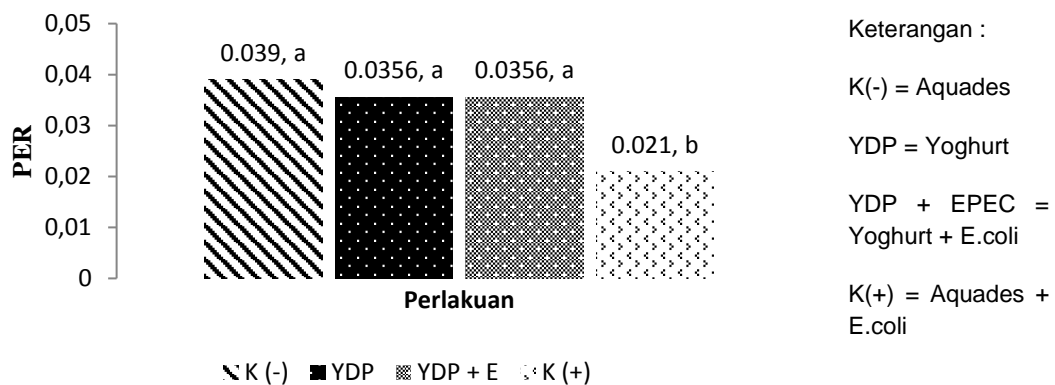 0,05
0,04
0,03
0,02
0,01
0
PER
0.039, a
0.0356, a
0.0356, a
0.021, b
Perlakuan
K (-) YDP YDP + E K (+)
Keterangan :
K(-) = Aquades
YDP = Yoghurt
YDP + EPEC =
Yoghurt + E.coli
K(+) = Aquades +
E.coli